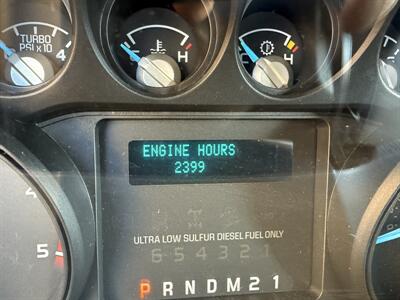 TURBO
PSI x10
4
C H
C H
ENGINE HOURS
2399
ULTRA LOW SULFUR DIESEL FUEL ONLY
6 5 4 3 2 1
P R N D M 2 1
4
5